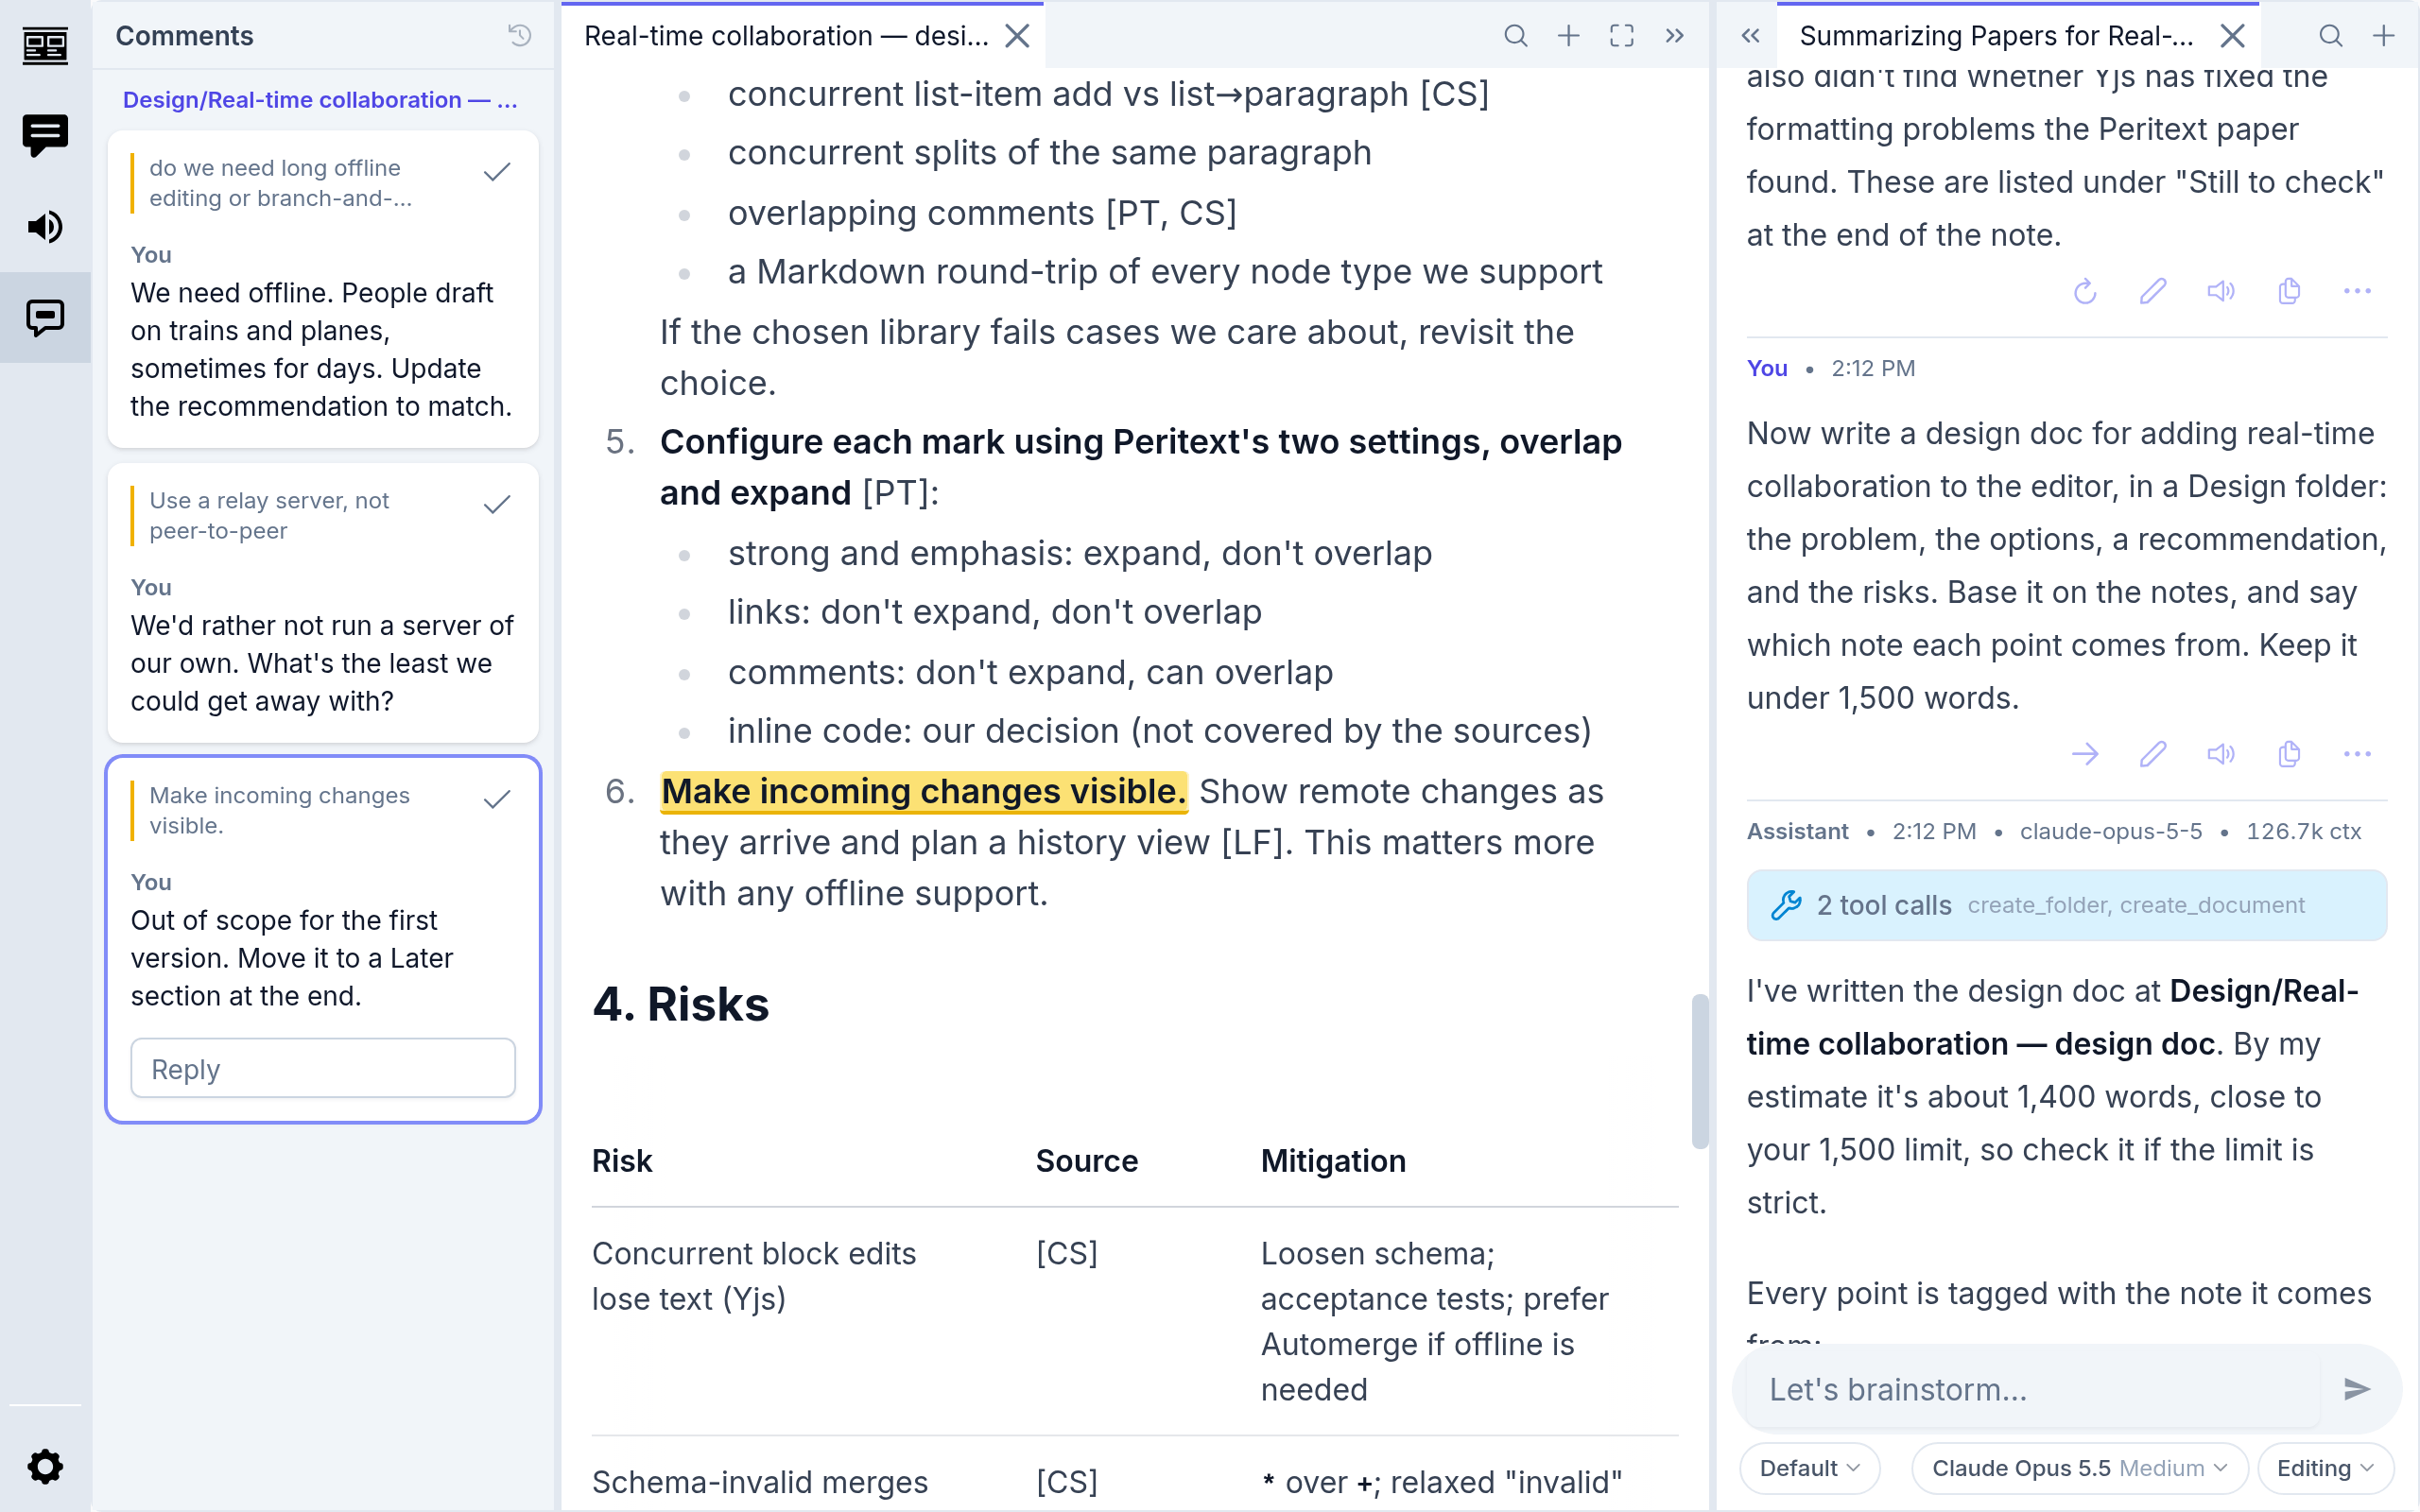 Comments
Design/Real-time collaboration — ...
do we need long offline
editing or branch-and-...
You
We need offline. People draft
on trains and planes,
sometimes for days. Update
the recommendation to match.
Use a relay server, not
peer-to-peer
You
We'd rather not run a server of
our own. What's the least we
could get away with?
Make incoming changes
visible.
You
Out of scope for the first
version. Move it to a Later
section at the end.
Reply
Real-time collaboration — desi...
concurrent list-item add vs list→paragraph [CS]
concurrent splits of the same paragraph
overlapping comments [PT, CS]
a Markdown round-trip of every node type we support
If the chosen library fails cases we care about, revisit the
choice.
5. Configure each mark using Peritext's two settings, overlap
and expand [PT]:
strong and emphasis: expand, don't overlap
links: don't expand, don't overlap
comments: don't expand, can overlap
inline code: our decision (not covered by the sources)
6. Make incoming changes visible. Show remote changes as
they arrive and plan a history view [LF]. This matters more
with any offline support.
4. Risks
Risk Source Mitigation
Concurrent block edits [CS] Loosen schema;
lose text (Yjs) acceptance tests; prefer
Automerge if offline is
needed
Schema-invalid merges [CS] * over +; relaxed "invalid"
Summarizing Papers for Real-...
also didn't find whether Yjs has fixed the
formatting problems the Peritext paper
found. These are listed under "Still to check"
at the end of the note.
You • 2:12 PM
Now write a design doc for adding real-time
collaboration to the editor, in a Design folder:
the problem, the options, a recommendation,
and the risks. Base it on the notes, and say
which note each point comes from. Keep it
under 1,500 words.
Assistant • 2:12 PM • claude-opus-5-5 • 126.7k ctx
2 tool calls create_folder, create_document
I've written the design doc at Design/Real-
time collaboration — design doc. By my
estimate it's about 1,400 words, close to
your 1,500 limit, so check it if the limit is
strict.
Every point is tagged with the note it comes
from:
Let's brainstorm...
Default
Claude Opus 5.5 Medium
Editing